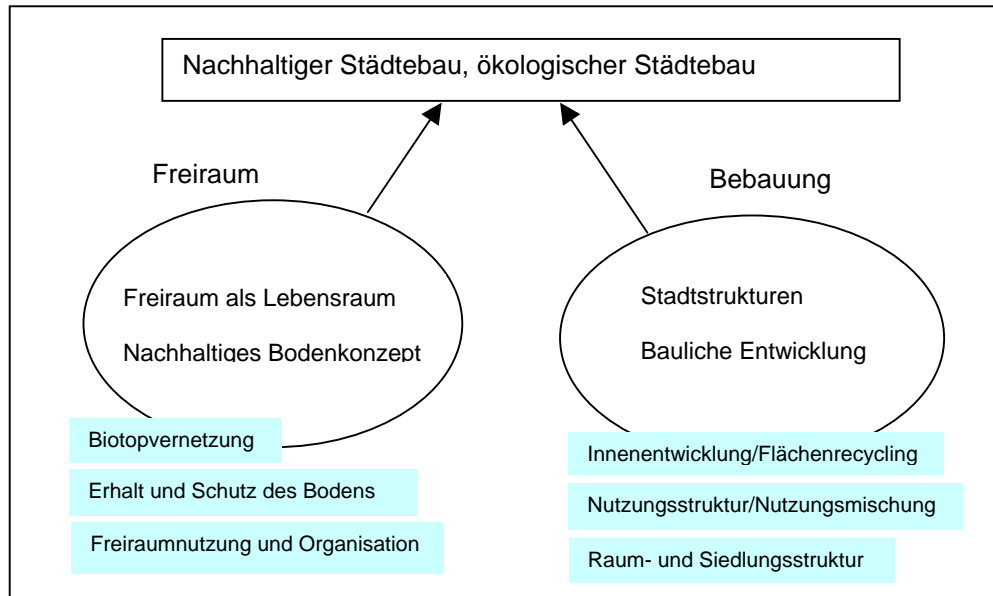 Nachhaltiger Städtebau, ökologischer Städtebau
Freiraum
Freiraum als Lebensraum
Nachhaltiges Bodenkonzept
Biotopvernetzung
Erhalt und Schutz des Bodens
Freiraumnutzung und Organisation
Bebauung
Stadtstrukturen
Bauliche Entwicklung
Innenentwicklung/Flächenrecycling
Nutzungsstruktur/Nutzungsmischung
Raum- und Siedlungsstruktur